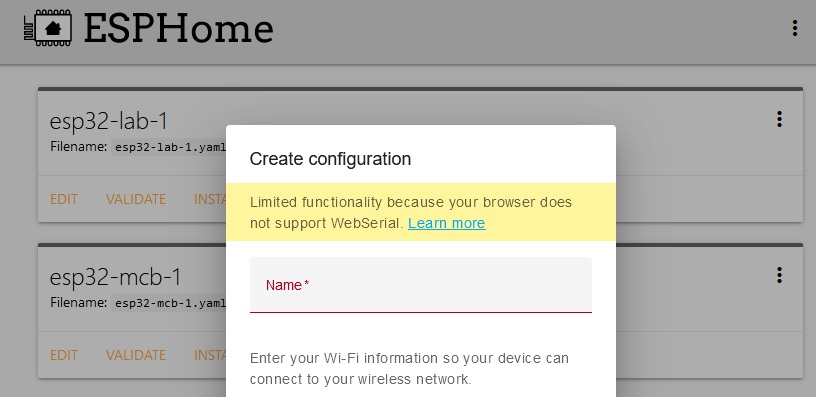 ESPHome
esp32-lab-1
Filename: esp32-lab-1.yaml
EDIT VALIDATE INSTA
Create configuration
Limited functionality because your browser does
not support WebSerial. Learn more
Name*
Enter your Wi-Fi information so your device can
connect to your wireless network.
esp32-mcb-1
Filename: esp32-mcb-1.yaml
EDIT VALIDATE INSTA